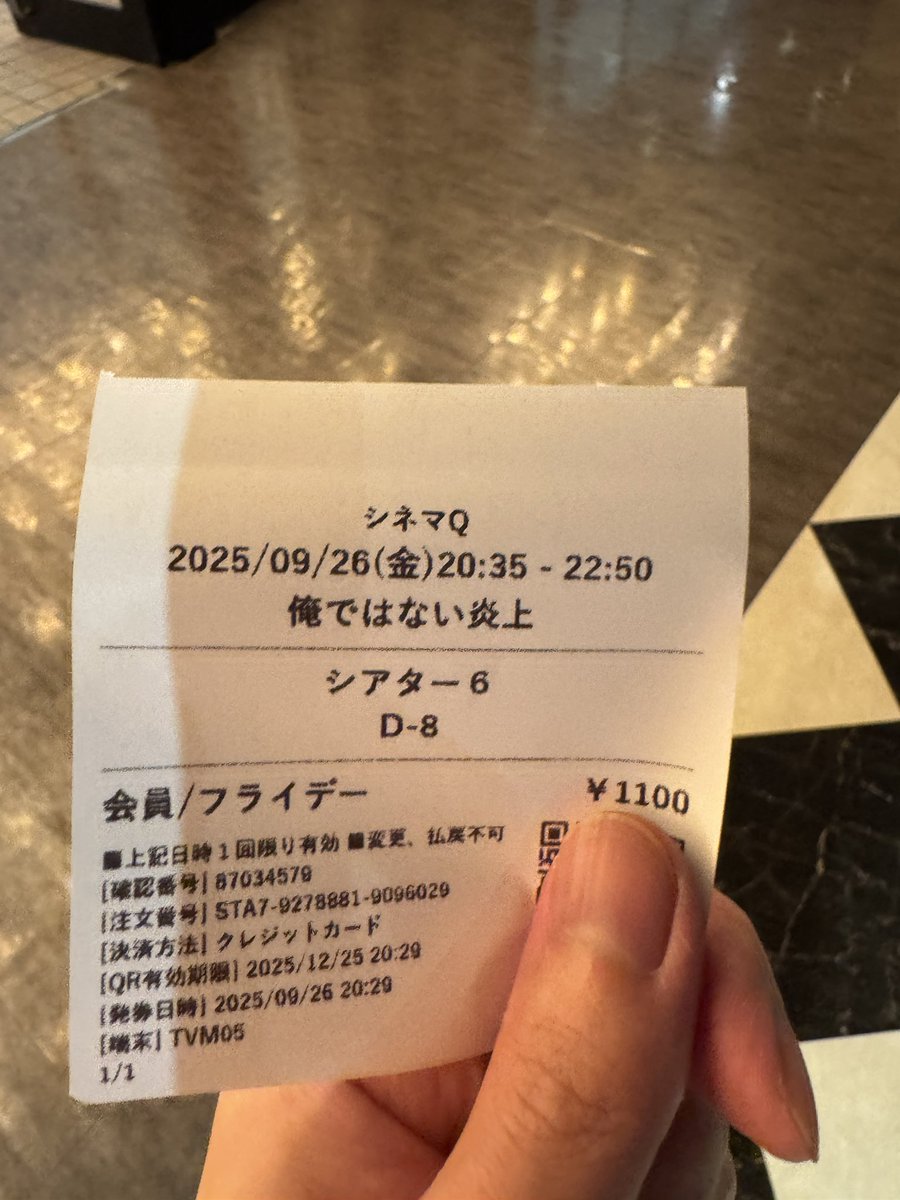 シネマQ
2025/09/26(金)20:35 - 22:50
俺ではない炎上
シアター６
D-8
会員/フライデー ￥1100
■上記日時１回限り有効 ■変更、払戻不可
[確認番号] 87034579
[注文番号] STA7-9278881-9096029
[決済方法] クレジットカード
[QR有効期限] 2025/12/25 20:29
[発券日時] 2025/09/26 20:29
[端末] TVM05
1/1